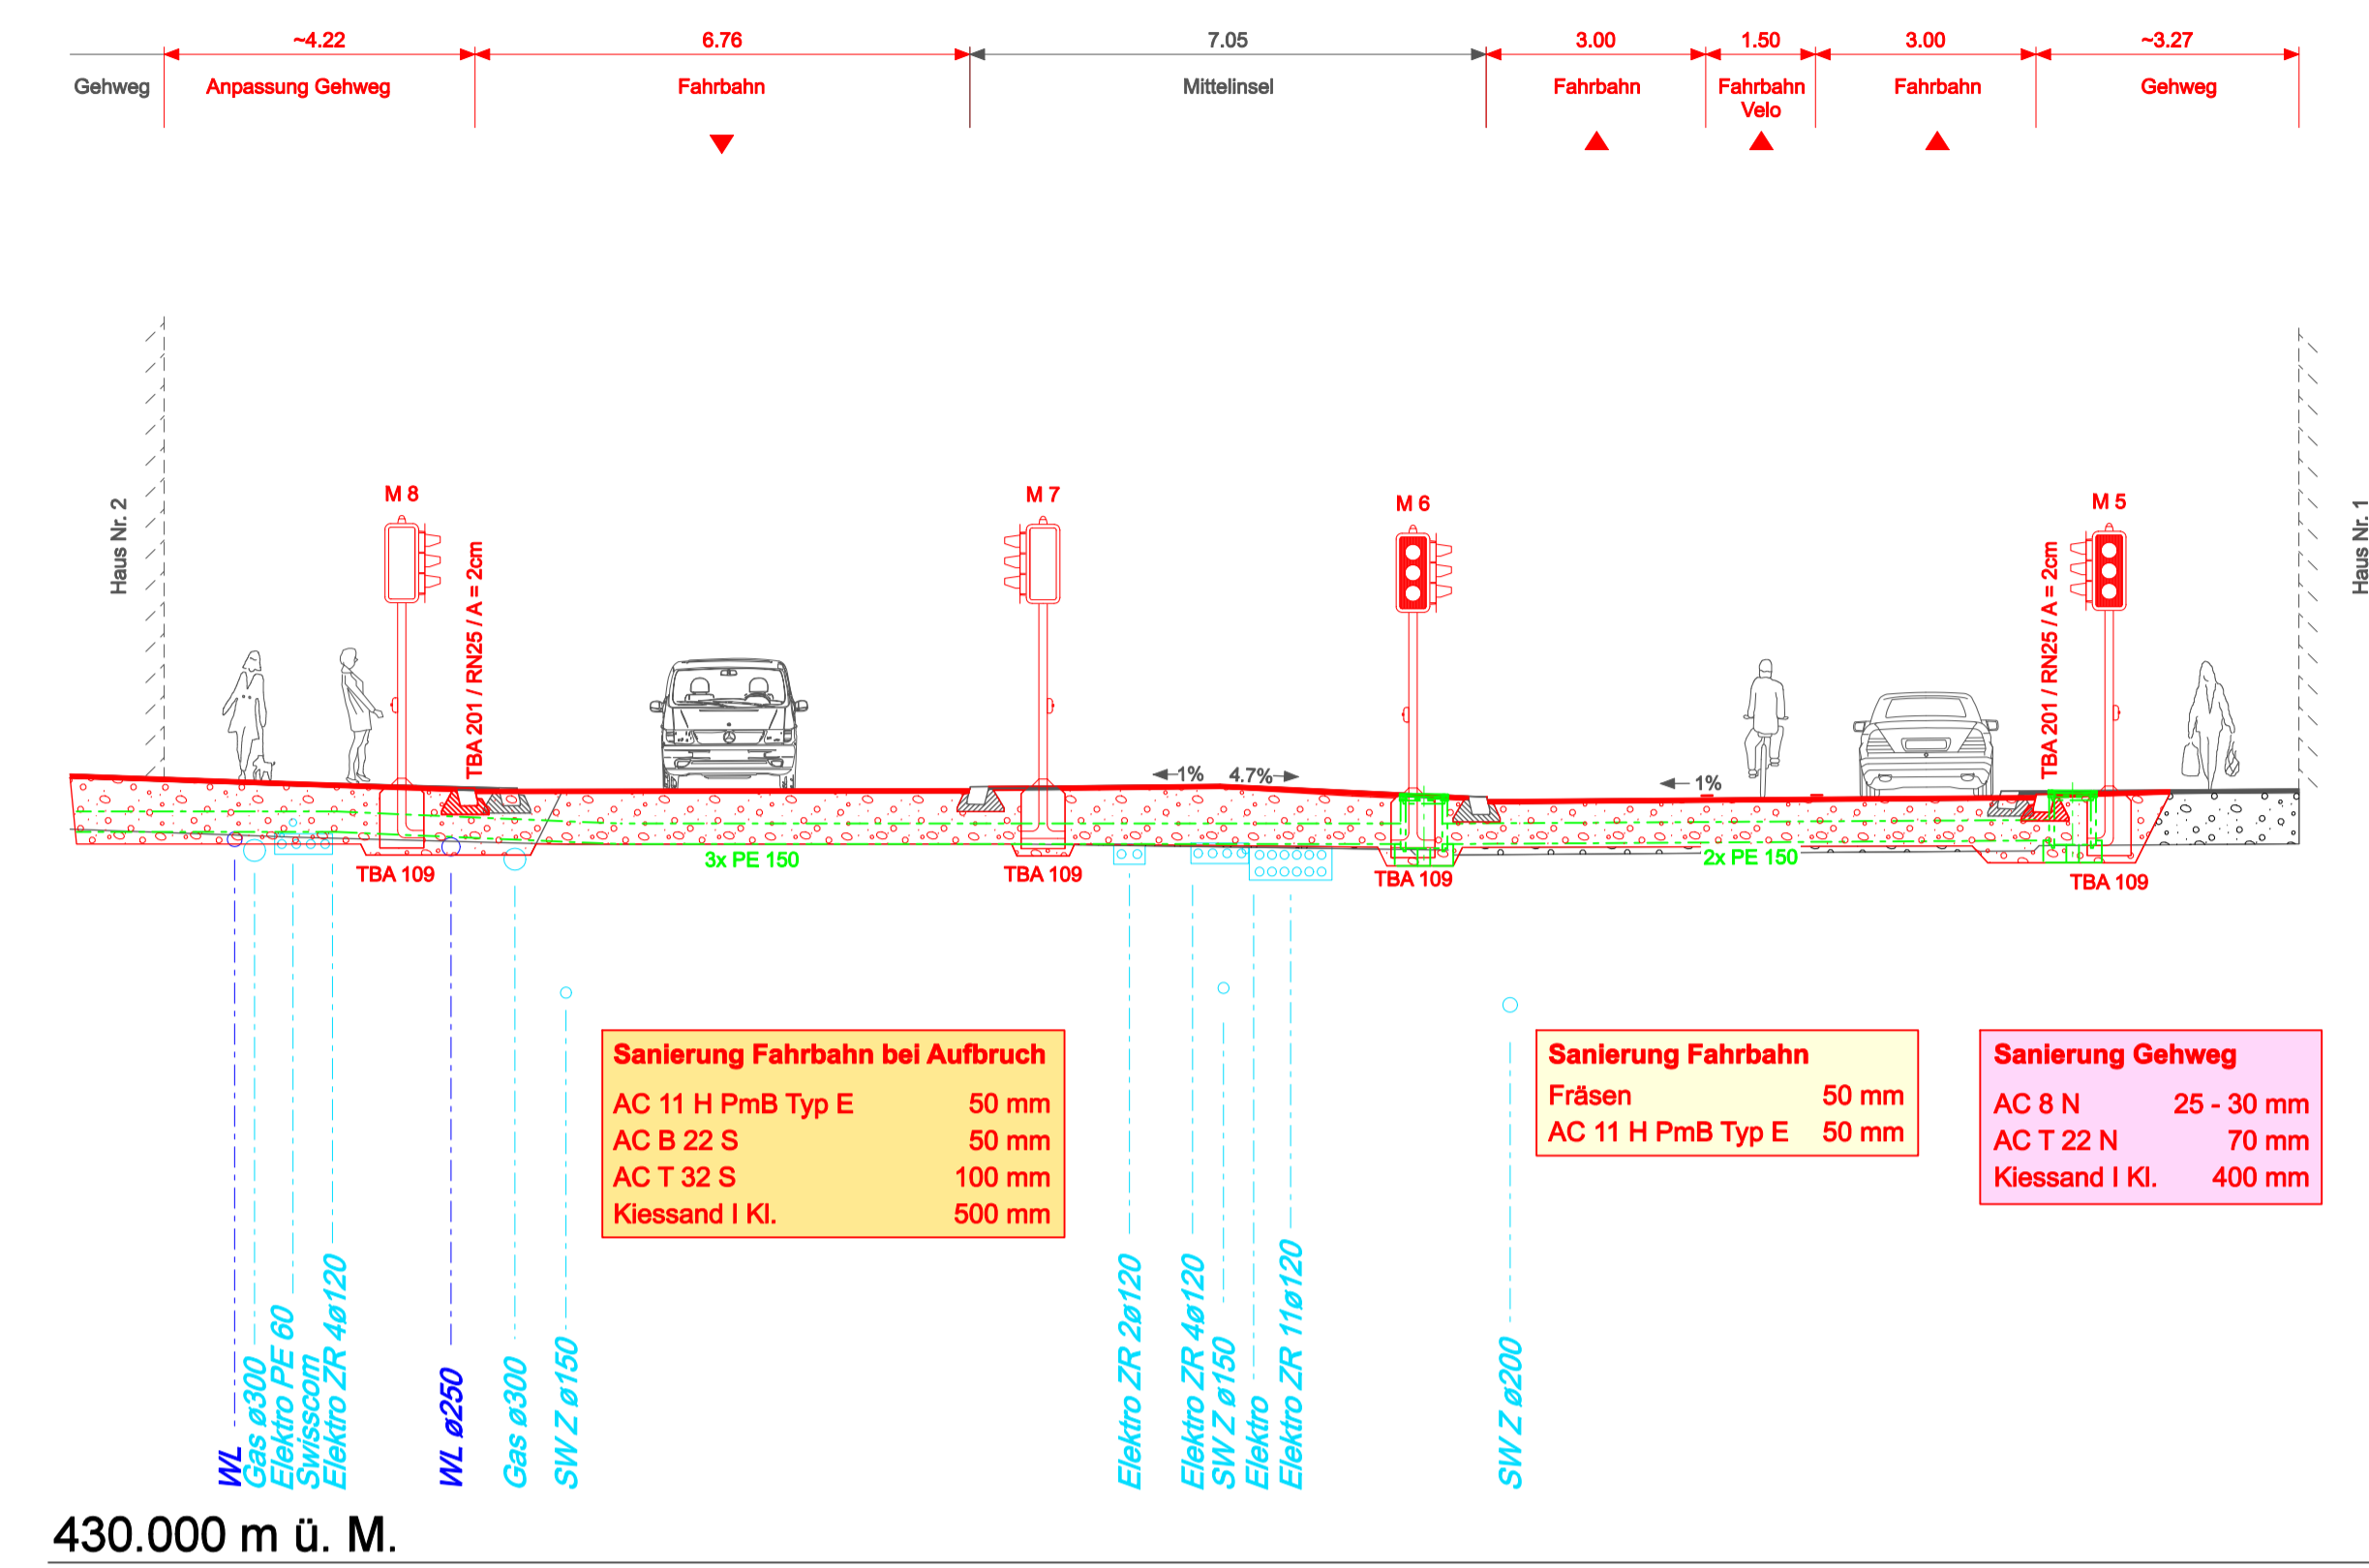 ~4.22
6.76
7.05
3.00
1.50
3.00
~3.27
Gehweg
Anpassung Gehweg
Fahrbahn
Mittelinsel
Fahrbahn
Fahrbahn
Velo
Fahrbahn
Gehweg
Haus Nr. 2
M 8
TBA 201 / RN25 / A = 2cm
M 7
M 6
M 5
TBA 201 / RN25 / A = 2cm
Haus Nr. 1
1%
4.7%
1%
TBA 109
3x PE 150
TBA 109
TBA 109
2x PE 150
TBA 109
Sanierung Fahrbahn bei Aufbruch
AC 11 H PmB Typ E 50 mm
AC B 22 S 50 mm
AC T 32 S 100 mm
Kiessand I Kl. 500 mm
Sanierung Fahrbahn
Fräsen 50 mm
AC 11 H PmB Typ E 50 mm
Sanierung Gehweg
AC 8 N 25 - 30 mm
AC T 22 N 70 mm
Kiessand I Kl. 400 mm
WL
Gas ø300
Elektro PE 60
Swisscom
Elektro ZR 4ø120
WL ø250
Gas ø300
SW Z ø150
Elektro ZR 2ø120
Elektro ZR 4ø120
SW Z ø150
Elektro
Elektro ZR 11ø120
SW Z ø200
430.000 m ü. M.